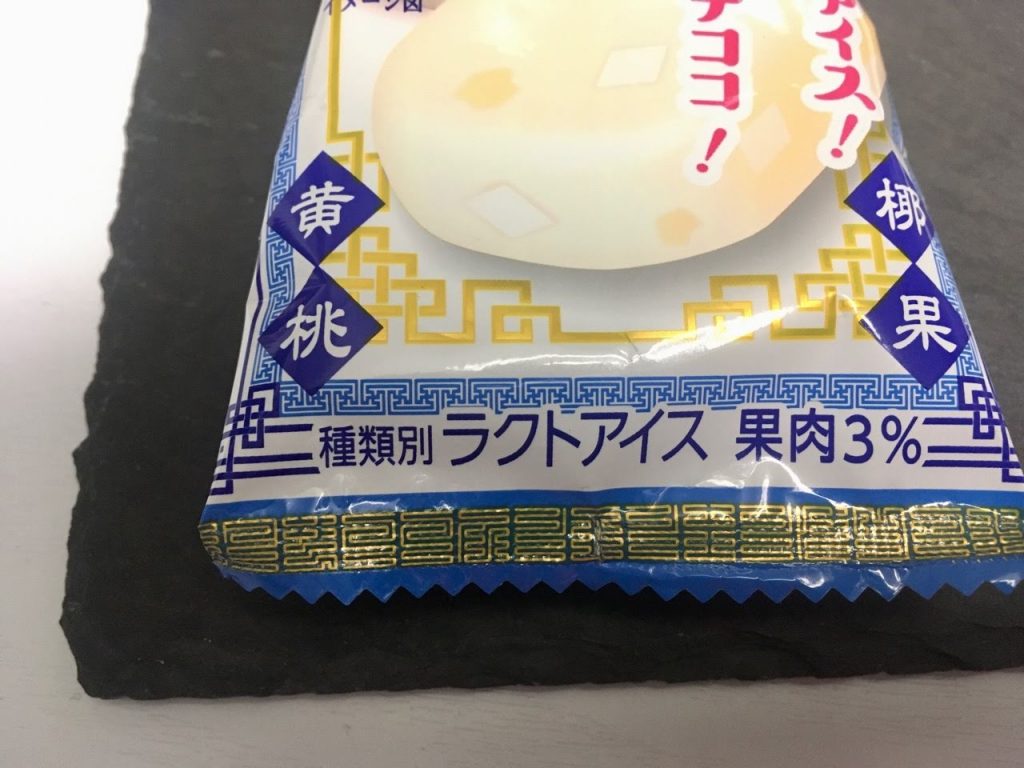 イメージ図
アイス、!
テココ!
黄桃
椰果
種類別 ラクトアイス 果肉3%